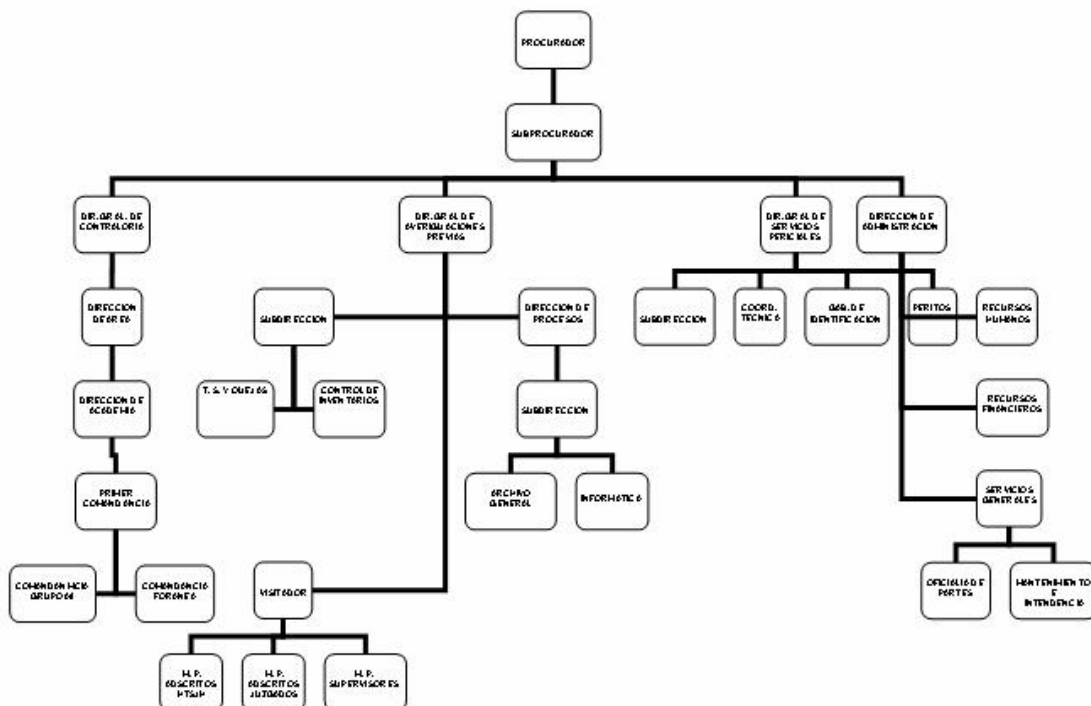 PROCURADOR
SUBPROCURADOR
DIR. GRAL. DE
CONTRALORIA
DIR. GRAL. DE
AVERIGUACIONES
PREVIAS
DIR. GRAL. DE
SERVICIOS
PERICIALES
DIRECCION DE
ADMINISTRACION
DIRECCION
DE AREA
SUBDIRECCION
DIRECCION DE
PROCESOS
SUBDIRECCION
COORD.
TECNICA
GAB. DE
IDENTIFICACION
PERITOS
RECURSOS
HUMANOS
DIRECCION DE
ACADEMIA
T. S. Y QUEJAS
CONTROL DE
INVENTARIOS
SUBDIRECCION
RECURSOS
FINANCIEROS
PRIMER
COMANDANCIA
ARCHIVO
GENERAL
INFORMATICA
SERVICIOS
GENERALES
GRUPOS
COMANDANCIA
FORANEA
VISITADOR
OFICIALIA DE
PARTES
MANTENIMIENTO
E
INTENDENCIA
M. P.
ADSCRITOS
M. P.
ADSCRITOS
JUZGADOS
M. P.
SUPERVISORES